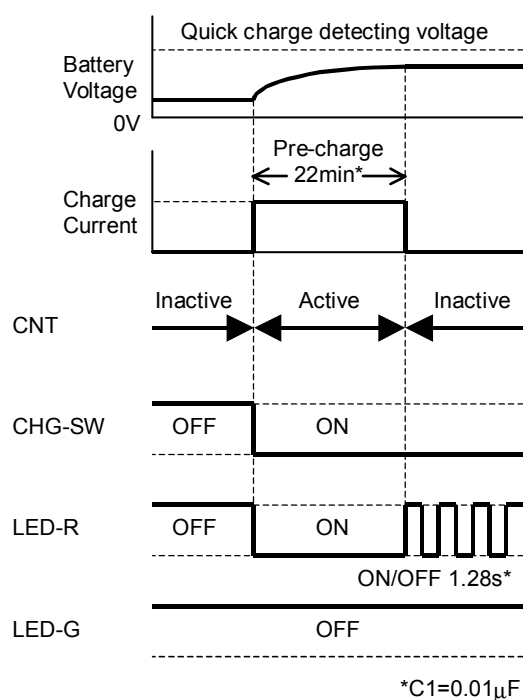 Quick charge detecting voltage
Battery
Voltage
0V
Pre-charge
22min*
Charge
Current
Inactive Active Inactive
CNT
CHG-SW OFF ON
LED-R OFF ON
ON/OFF 1.28s*
LED-G OFF
*C1=0.01μF